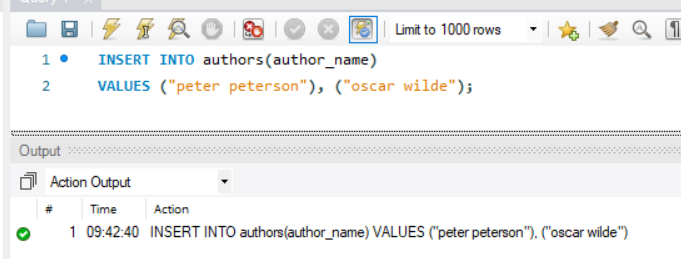 Limit to 1000 rows
1 INSERT INTO authors(author_name)
2 VALUES ("peter peterson"), ("oscar wilde");
Output
Action Output
# Time Action
1 09:42:40 INSERT INTO authors(author_name) VALUES ("peter peterson"), ("oscar wilde")